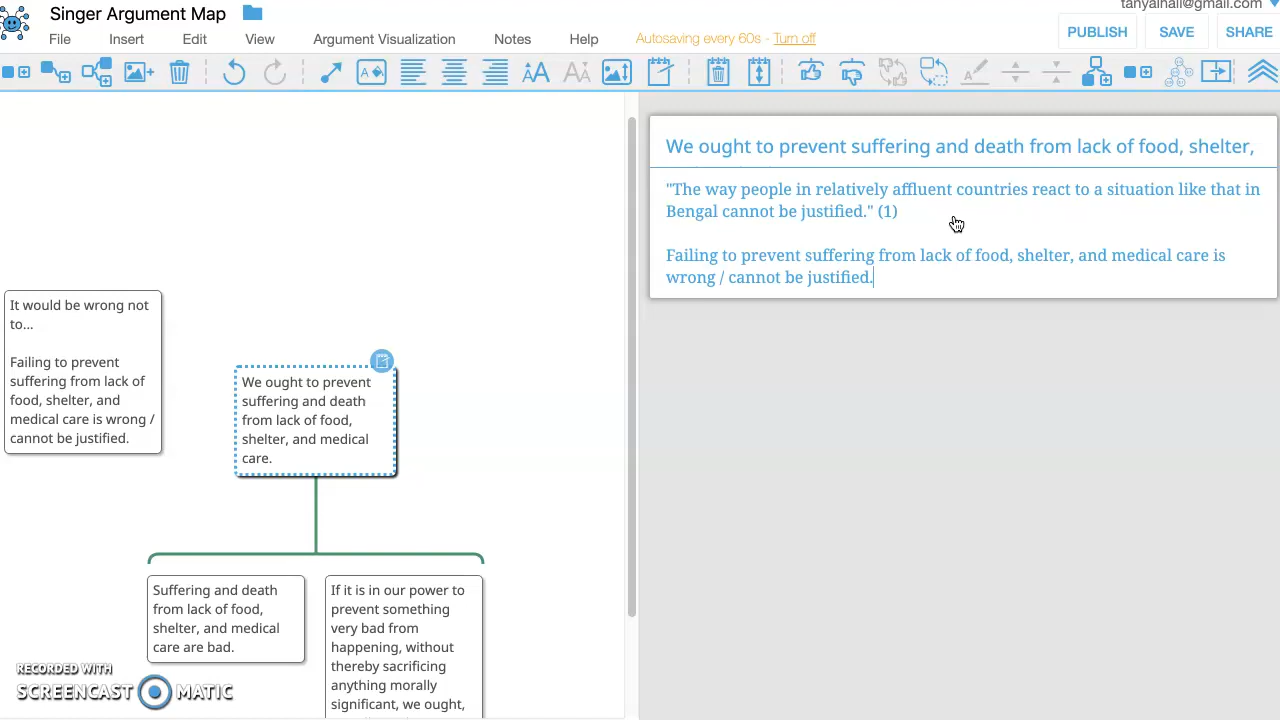 Singer Argument Map
tanyalhall@gmail.com
File Insert Edit View Argument Visualization Notes Help Autosaving every 60s - Turn off
PUBLISH SAVE SHARE
We ought to prevent suffering and death from lack of food, shelter,
"The way people in relatively affluent countries react to a situation like that in
Bengal cannot be justified." (1)
Failing to prevent suffering from lack of food, shelter, and medical care is
wrong / cannot be justified.
It would be wrong not
to...
Failing to prevent
suffering from lack of
food, shelter, and
medical care is wrong /
cannot be justified.
We ought to prevent
suffering and death
from lack of food,
shelter, and medical
care.
Suffering and death
from lack of food,
shelter, and medical
care are bad.
If it is in our power to
prevent something
very bad from
happening, without
thereby sacrificing
anything morally
significant, we ought,
RECORDED WITH
SCREENCAST MATIC